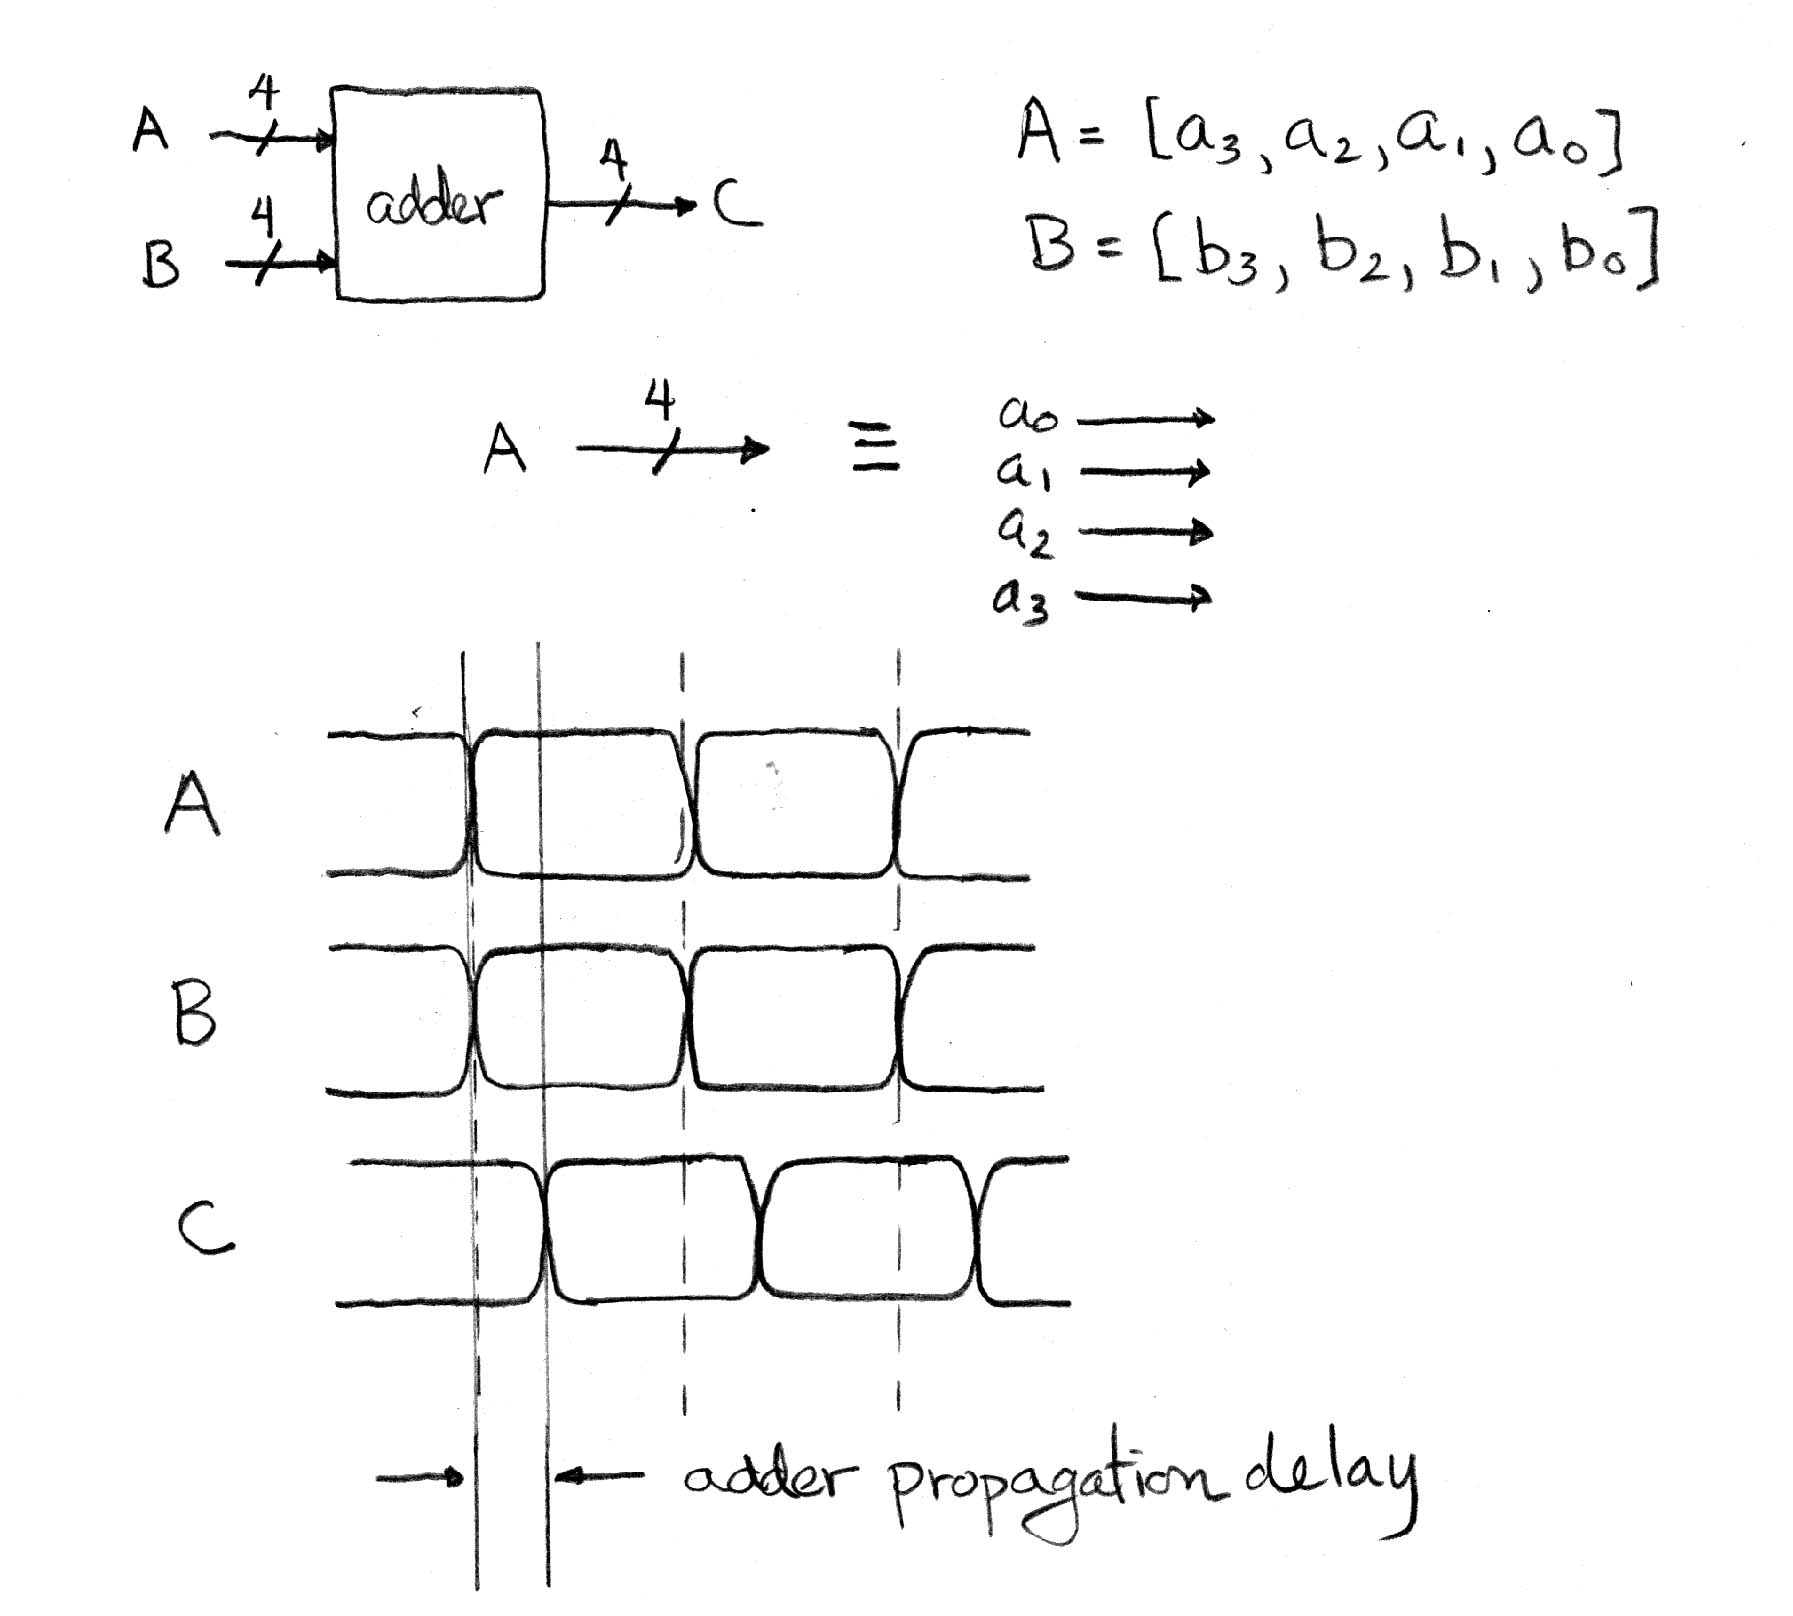 4
A
adder
4
C
4
B
A = [a3, a2, a1, a0]
B = [b3, b2, b1, b0]
4
A ≡
a0
a1
a2
a3
A
B
C
adder propagation delay